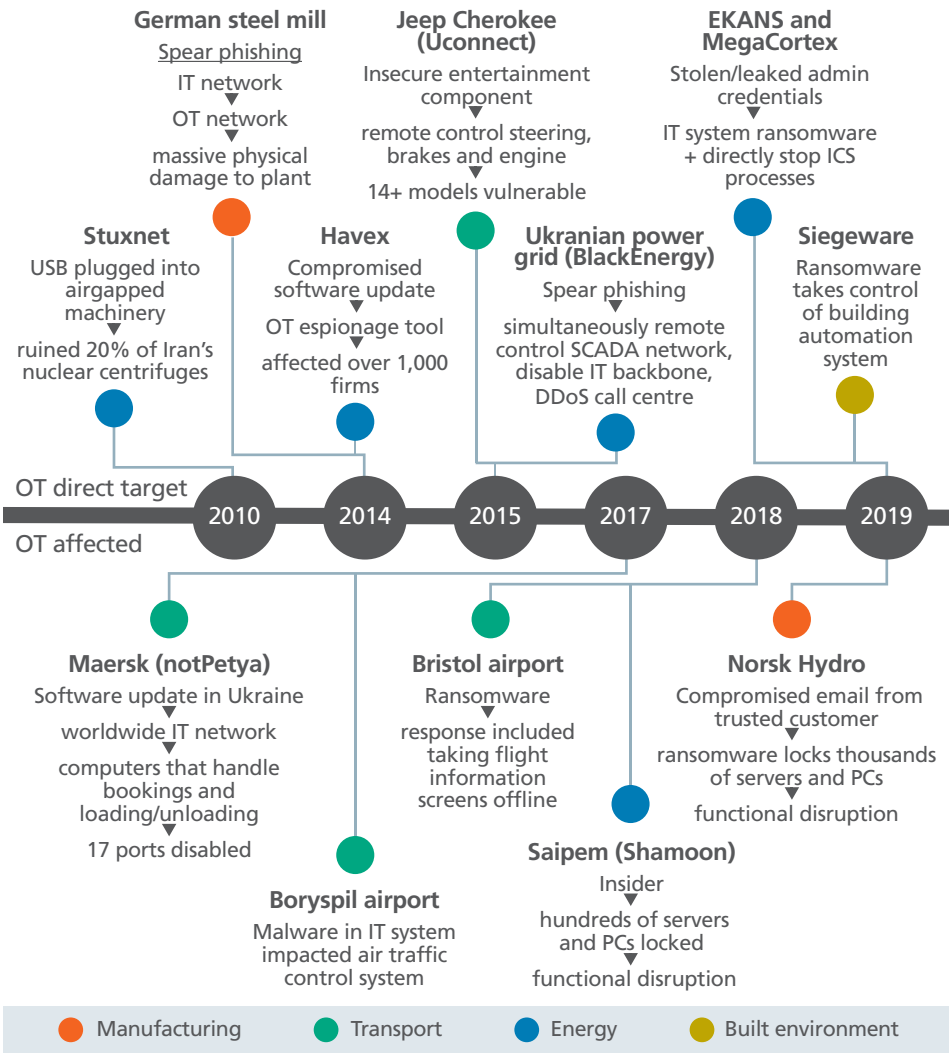 German steel mill
Spear phishing
IT network
OT network
massive physical
damage to plant
Jeep Cherokee
(Uconnect)
Insecure entertainment
component
remote control steering,
brakes and engine
14+ models vulnerable
EKANS and
MegaCortex
Stolen/leaked admin
credentials
IT system ransomware
+ directly stop ICS
processes
Stuxnet
USB plugged into
airgapped
machinery
ruined 20% of Iran’s
nuclear centrifuges
Havex
Compromised
software update
OT espionage tool
affected over 1,000
firms
Ukranian power
grid (BlackEnergy)
Spear phishing
simultaneously remote
control SCADA network,
disable IT backbone,
DDoS call centre
Siegeware
Ransomware
takes control
of building
automation
system
OT direct target
2010
2014
2015
2017
2018
2019
OT affected
Maersk (notPetya)
Software update in Ukraine
worldwide IT network
computers that handle
bookings and
loading/unloading
17 ports disabled
Boryspil airport
Malware in IT system
impacted air traffic
control system
Bristol airport
Ransomware
response included
taking flight
information
screens offline
Saipem (Shamoon)
Insider
hundreds of servers
and PCs locked
functional disruption
Norsk Hydro
Compromised email from
trusted customer
ransomware locks thousands
of servers and PCs
functional disruption
Manufacturing
Transport
Energy
Built environment